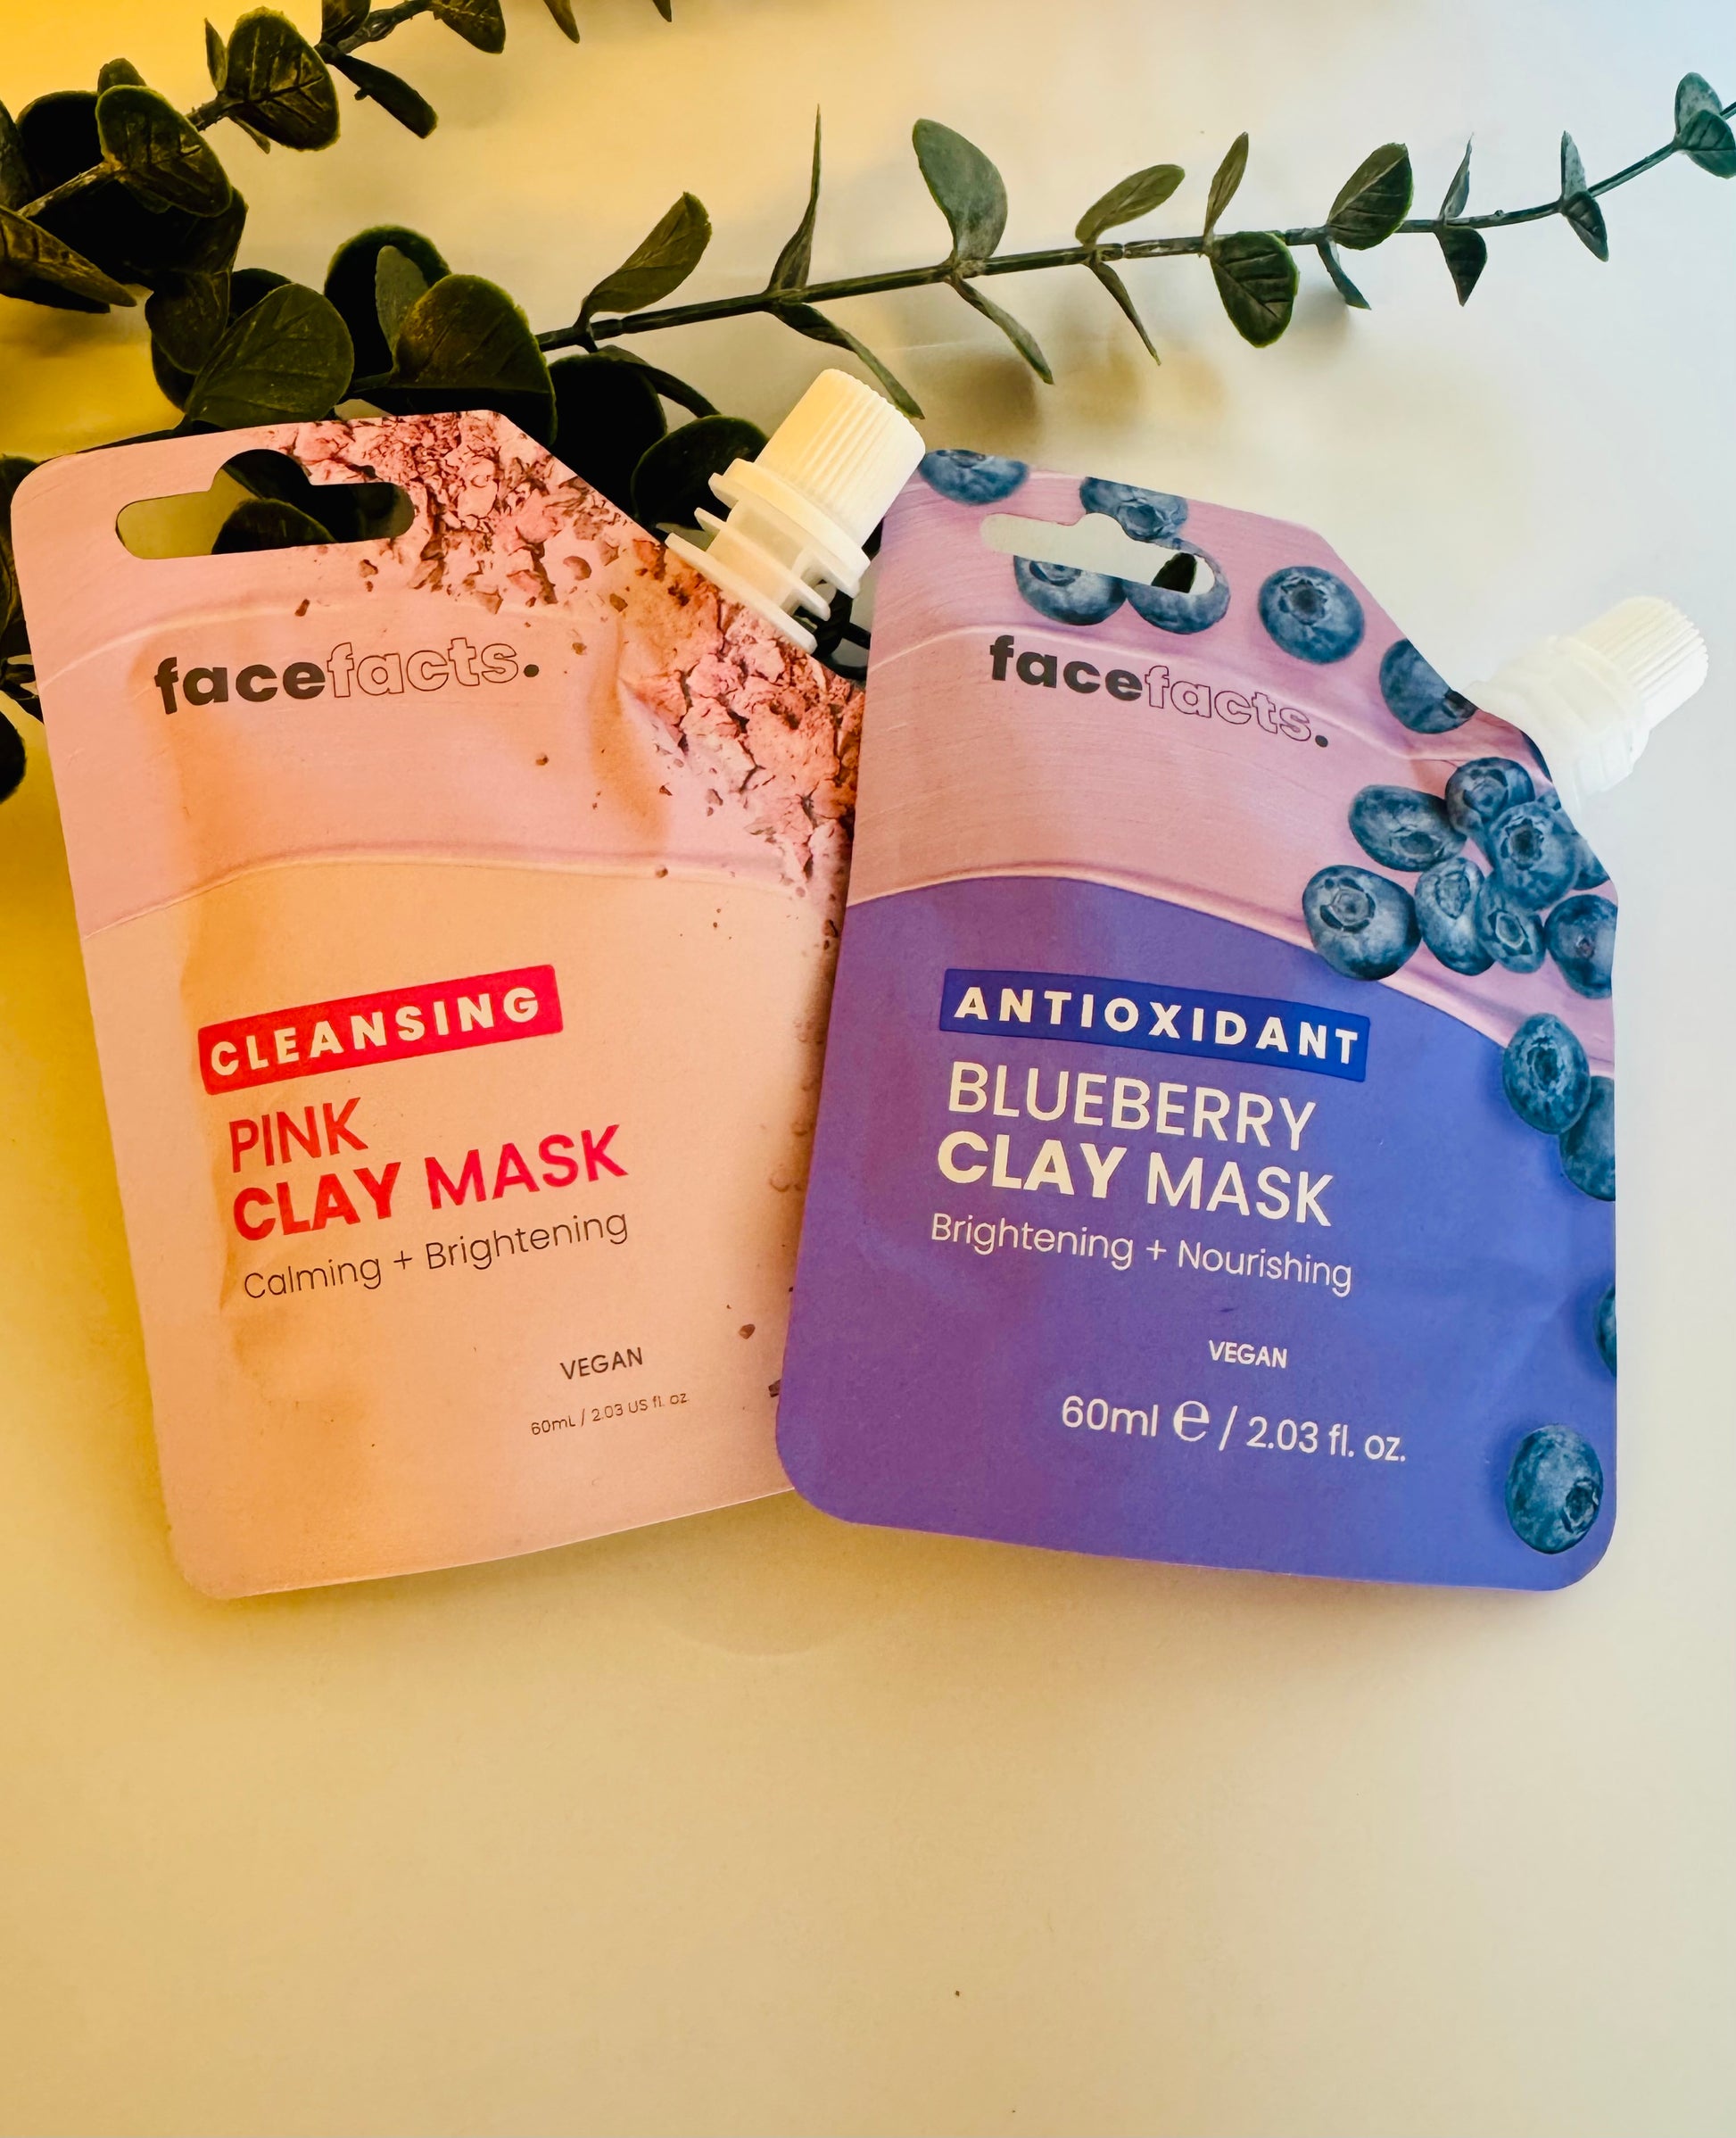 facefacts.
CLEANSING
PINK
CLAY MASK
Calming + Brightening
VEGAN
60mL / 2.03 US fl. oz
facefacts.
ANTIOXIDANT
BLUEBERRY
CLAY MASK
Brightening + Nourishing
VEGAN
60ml ℮ / 2.03 fl. oz.